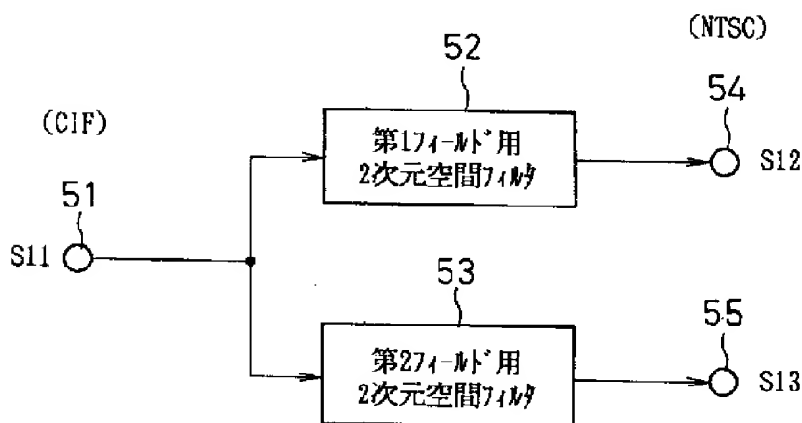 (NTSC)
52
54
(CIF)
第1フィールド用
2次元空間フィルタ
S12
51
S11
53
55
第2フィールド用
2次元空間フィルタ
S13